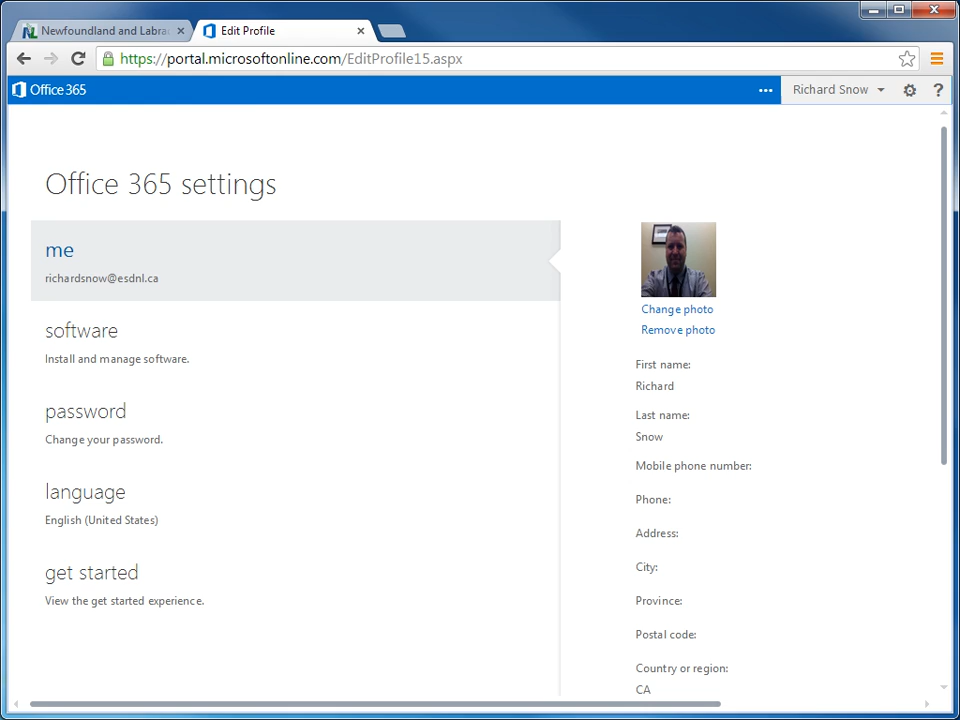 Newfoundland and Labra
Edit Profile
https://portal.microsoftonline.com/EditProfile15.aspx
Office 365
Richard Snow
?
Office 365 settings
me
richardsnow@esdnl.ca
software
Install and manage software.
password
Change your password.
language
English (United States)
get started
View the get started experience.
Change photo
Remove photo
First name:
Richard
Last name:
Snow
Mobile phone number:
Phone:
Address:
City:
Province:
Postal code:
Country or region:
CA